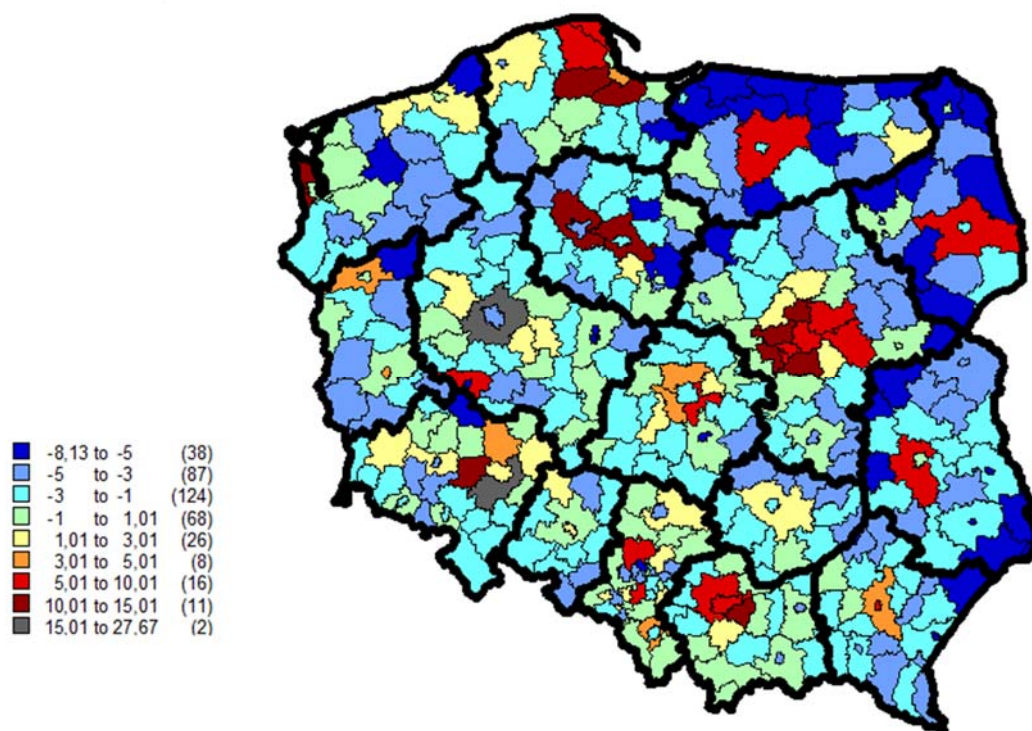 -8,13 to -5 (38)
-5 to -3 (87)
-3 to -1 (124)
-1 to 1,01 (68)
1,01 to 3,01 (26)
3,01 to 5,01 (8)
5,01 to 10,01 (16)
10,01 to 15,01 (11)
15,01 to 27,67 (2)